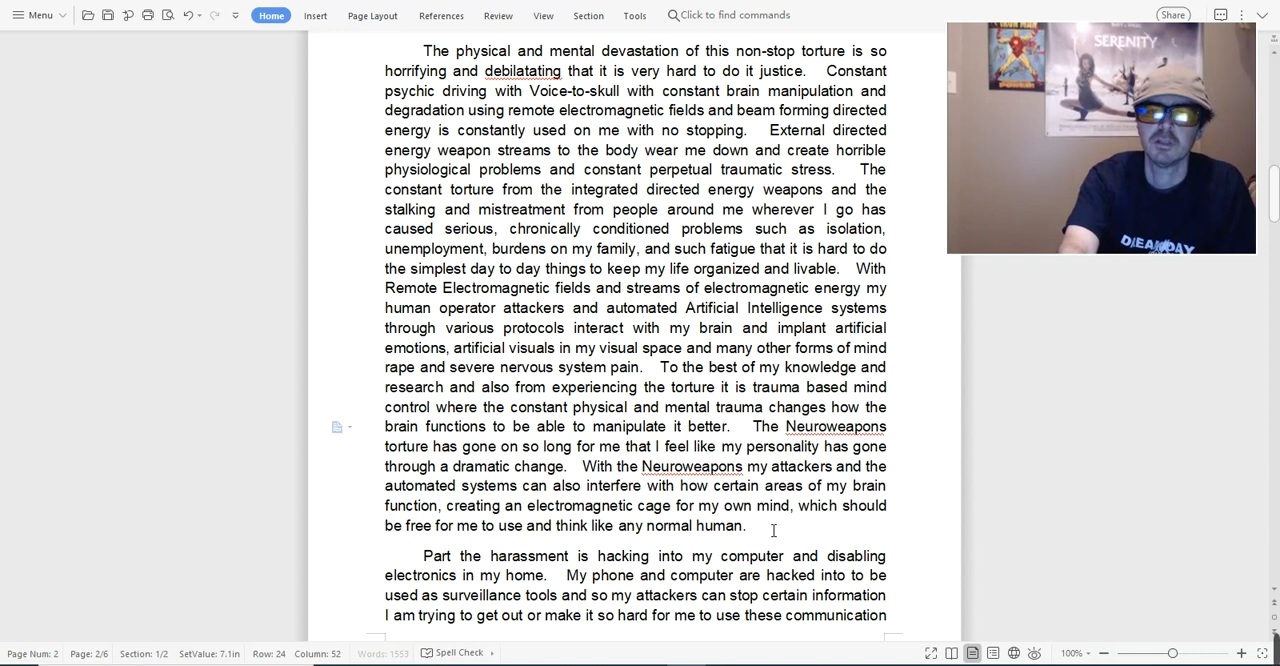 Menu
Home
Insert
Page Layout
References
Review
View
Section
Tools
Click to find commands
Share
The physical and mental devastation of this non-stop torture is so
horrifying and debilatating that it is very hard to do it justice. Constant
psychic driving with Voice-to-skull with constant brain manipulation and
degradation using remote electromagnetic fields and beam forming directed
energy is constantly used on me with no stopping. External directed
energy weapon streams to the body wear me down and create horrible
physiological problems and constant perpetual traumatic stress. The
constant torture from the integrated directed energy weapons and the
stalking and mistreatment from people around me wherever I go has
caused serious, chronically conditioned problems such as isolation,
unemployment, burdens on my family, and such fatigue that it is hard to do
the simplest day to day things to keep my life organized and livable. With
Remote Electromagnetic fields and streams of electromagnetic energy my
human operator attackers and automated Artificial Intelligence systems
through various protocols interact with my brain and implant artificial
emotions, artificial visuals in my visual space and many other forms of mind
rape and severe nervous system pain. To the best of my knowledge and
research and also from experiencing the torture it is trauma based mind
control where the constant physical and mental trauma changes how the
brain functions to be able to manipulate it better. The Neuroweapons
torture has gone on so long for me that I feel like my personality has gone
through a dramatic change. With the Neuroweapons my attackers and the
automated systems can also interfere with how certain areas of my brain
function, creating an electromagnetic cage for my own mind, which should
be free for me to use and think like any normal human.
Part the harassment is hacking into my computer and disabling
electronics in my home. My phone and computer are hacked into to be
used as surveillance tools and so my attackers can stop certain information
I am trying to get out or make it so hard for me to use these communication
SERENITY
Page Num: 2
Page: 2/6
Section: 1/2
SetValue: 7.1in
Row: 24
Column: 52
Words: 1553
Spell Check
100%